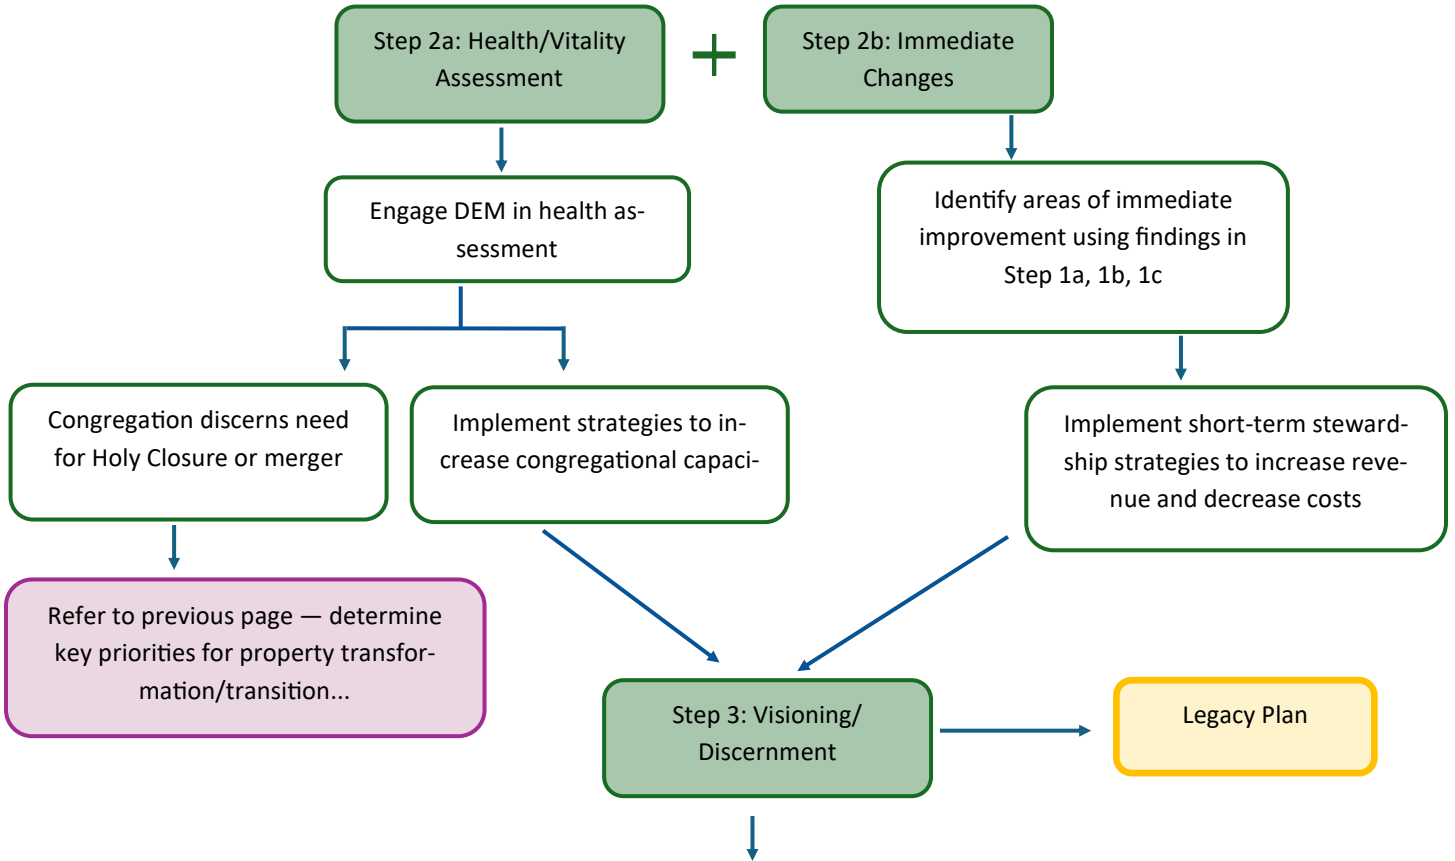 Step 2a: Health/Vitality
Assessment
+
Step 2b: Immediate
Changes
Engage DEM in health as-
sessment
Identify areas of immediate
improvement using findings in
Step 1a, 1b, 1c
Congregation discerns need
for Holy Closure or merger
Implement strategies to in-
crease congregational capaci-
Implement short-term steward-
ship strategies to increase reve-
nue and decrease costs
Refer to previous page — determine
key priorities for property transfor-
mation/transition...
Step 3: Visioning/
Discernment
Legacy Plan